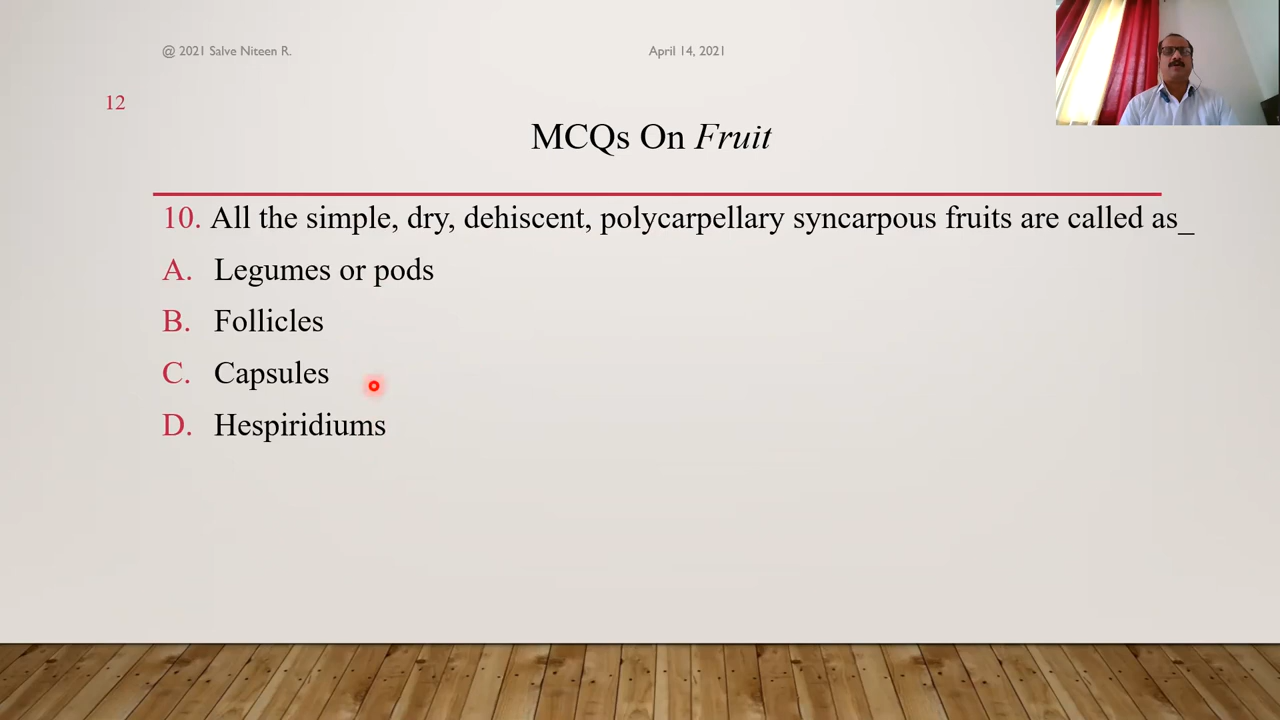 @ 2021 Salve Niteen R.
April 14, 2021
12
MCQs On Fruit
10. All the simple, dry, dehiscent, polycarpellary syncarpous fruits are called as_
A. Legumes or pods
B. Follicles
C. Capsules
D. Hespiridiums